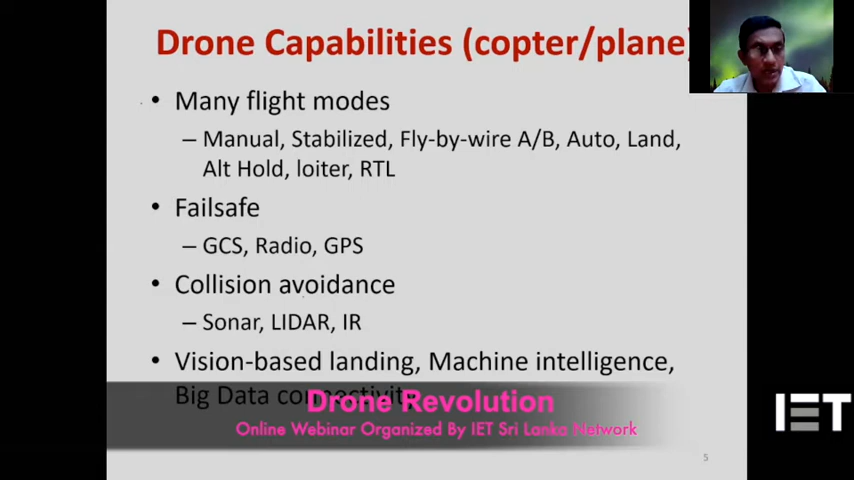 Drone Capabilities (copter/plane)
• Many flight modes
– Manual, Stabilized, Fly-by-wire A/B, Auto, Land,
Alt Hold, loiter, RTL
• Failsafe
– GCS, Radio, GPS
• Collision avoidance
– Sonar, LIDAR, IR
• Vision-based landing, Machine intelligence,
Big Data connectivity
Drone Revolution
Online Webinar Organized By IET Sri Lanka Network
IET
5